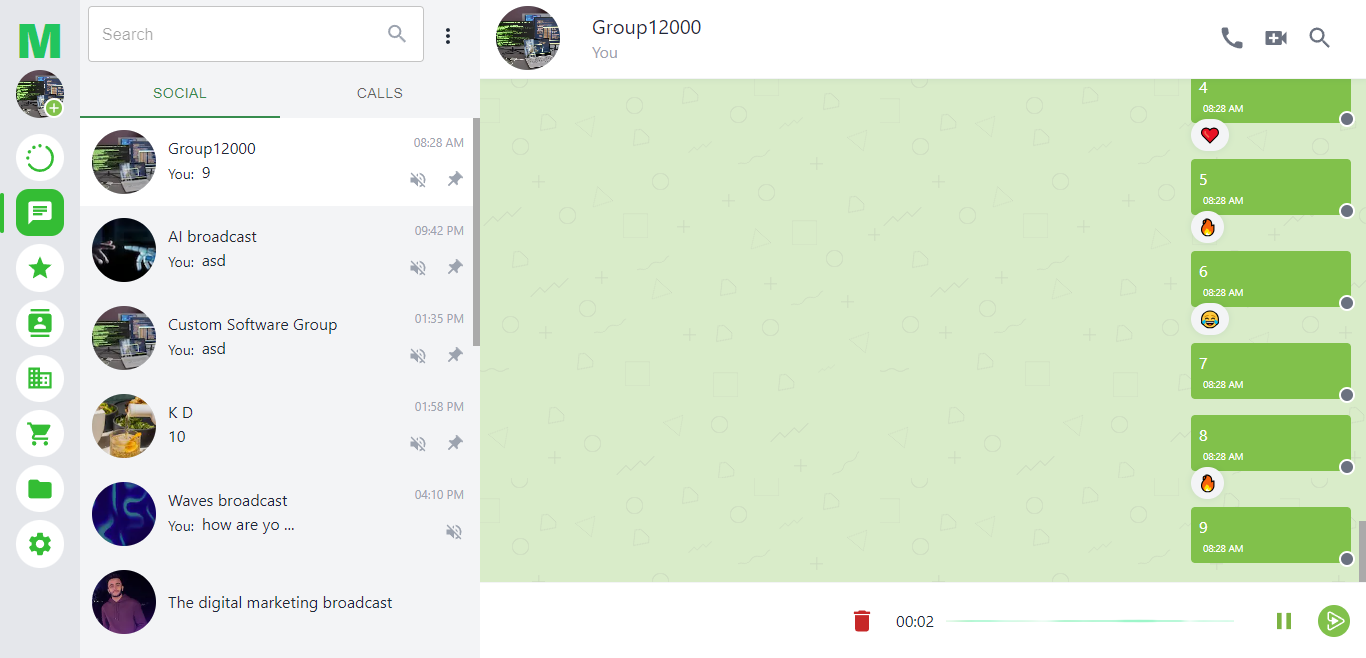 M
Search
SOCIAL
CALLS
Group12000
08:28 AM
You: 9
AI broadcast
09:42 PM
You: asd
Custom Software Group
01:35 PM
You: asd
K D
01:58 PM
10
Waves broadcast
04:10 PM
You: how are yo ...
The digital marketing broadcast
Group12000
You
4
08:28 AM
5
08:28 AM
6
08:28 AM
7
08:28 AM
8
08:28 AM
9
08:28 AM
00:02